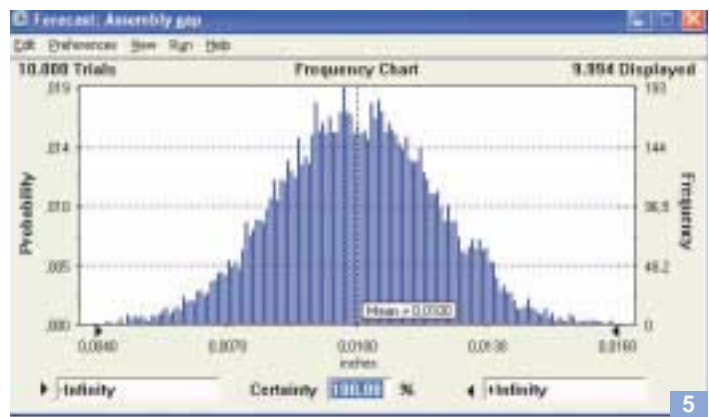 Forecast: Assembly gap
Edit Preferences View Run Help
10,000 Trials Frequency Chart 9,994 Displayed
.019 193
.014 144
.010 96.5
.005 48.2
.000 0
Probability
Frequency
Mean = 0.0100
0.0040 0.0070 0.0100 0.0130 0.0160
inches
-Infinity Certainty 100.00 % +Infinity
5